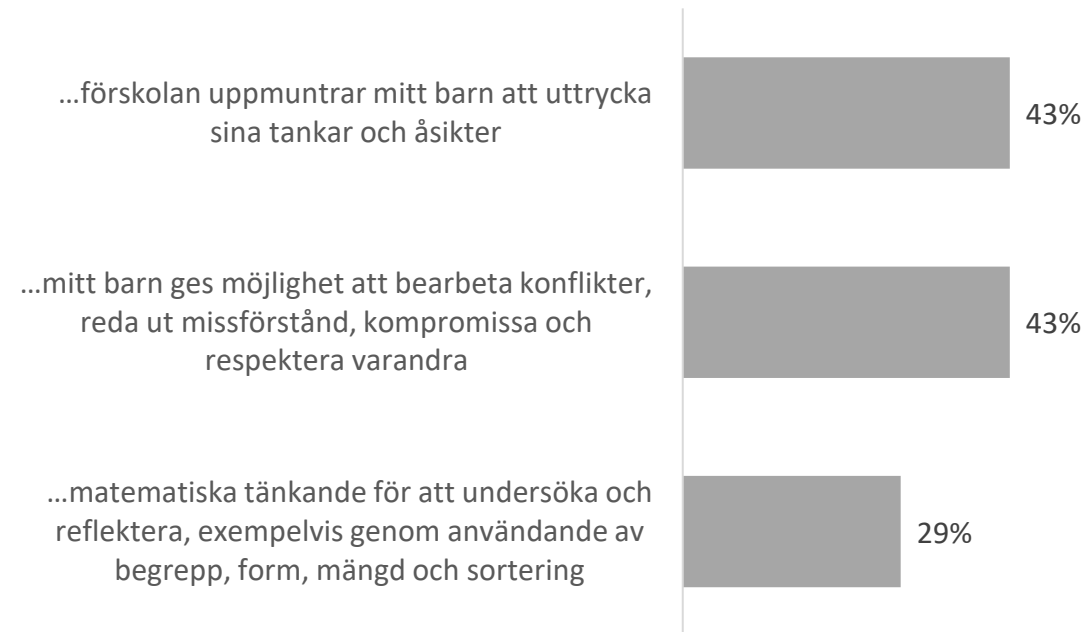 …förskolan uppmuntrar mitt barn att uttrycka
sina tankar och åsikter
43%
…mitt barn ges möjlighet att bearbeta konflikter,
reda ut missförstånd, kompromissa och
respektera varandra
43%
…matematiska tänkande för att undersöka och
reflektera, exempelvis genom användande av
begrepp, form, mängd och sortering
29%